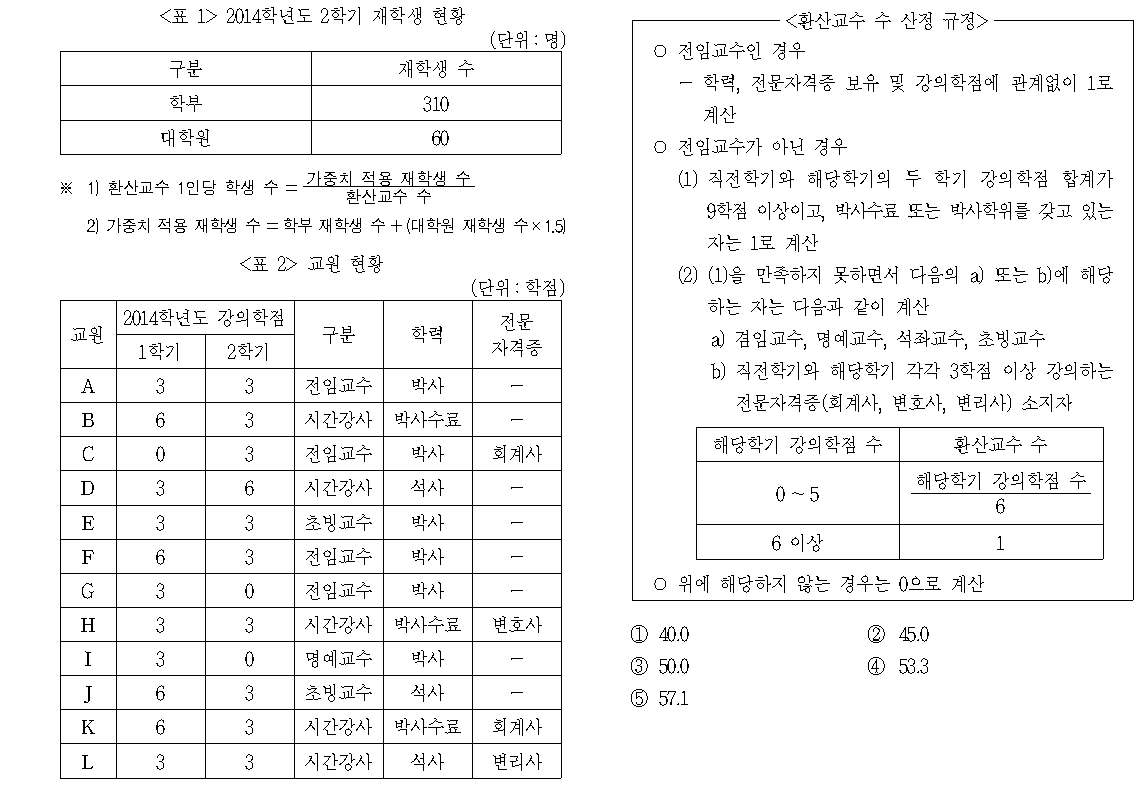 <표 1> 2014학년도 2학기 재학생 현황
(단위 : 명)
구분 재학생 수
학부 310
대학원 60
※ 1) 환산교수 1인당 학생 수 = 가중치 적용 재학생 수 / 환산교수 수
2) 가중치 적용 재학생 수 = 학부 재학생 수 + (대학원 재학생 수 × 1.5)
<표 2> 교원 현황
(단위 : 학점)
교원 2014학년도 강의학점 구분 학력 전문 자격증
1학기 2학기
A 3 3 전임교수 박사 －
B 6 3 시간강사 박사수료 －
C 0 3 전임교수 박사 회계사
D 3 6 시간강사 석사 －
E 3 3 초빙교수 박사 －
F 6 3 전임교수 박사 －
G 3 0 전임교수 박사 －
H 3 3 시간강사 박사수료 변호사
I 3 0 명예교수 박사 －
J 6 3 초빙교수 석사 －
K 6 3 시간강사 박사수료 회계사
L 3 3 시간강사 석사 변리사
<환산교수 수 산정 규정>
○ 전임교수인 경우
－ 학력, 전문자격증 보유 및 강의학점에 관계없이 1로
계산
○ 전임교수가 아닌 경우
(1) 직전학기와 해당학기의 두 학기 강의학점 합계가
9학점 이상이고, 박사수료 또는 박사학위를 갖고 있는
자는 1로 계산
(2) (1)을 만족하지 못하면서 다음의 a) 또는 b)에 해당
하는 자는 다음과 같이 계산
a) 겸임교수, 명예교수, 석좌교수, 초빙교수
b) 직전학기와 해당학기 각각 3학점 이상 강의하는
전문자격증(회계사, 변호사, 변리사) 소지자
해당학기 강의학점 수 환산교수 수
0 ~ 5 해당학기 강의학점 수 / 6
6 이상 1
○ 위에 해당하지 않는 경우는 0으로 계산
① 40.0 ② 45.0
③ 50.0 ④ 53.3
⑤ 57.1